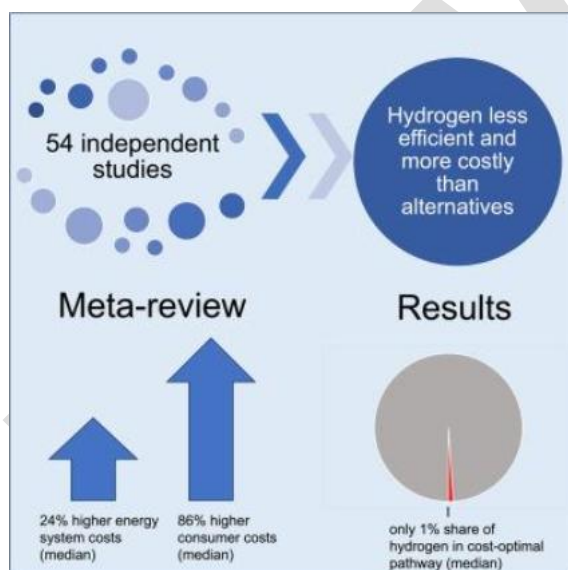 54 independent
studies
Hydrogen less
efficient and
more costly
than
alternatives
Meta-review
Results
24% higher energy
system costs
(median)
86% higher
consumer costs
(median)
only 1% share of
hydrogen in cost-optimal
pathway (median)